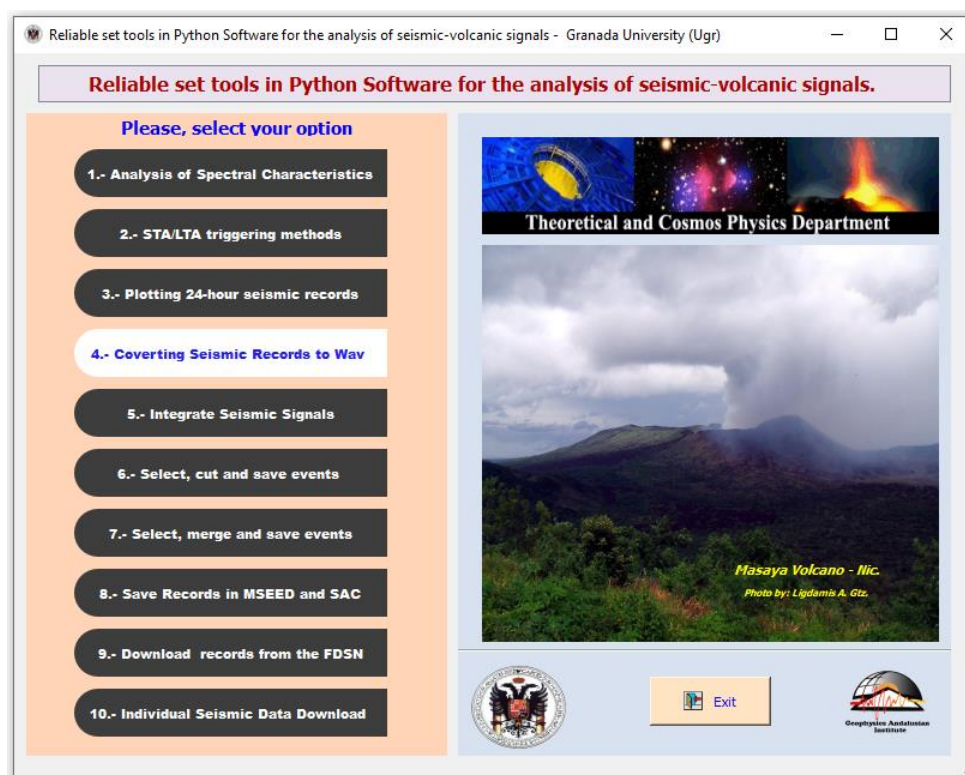 Reliable set tools in Python Software for the analysis of seismic-volcanic signals - Granada University (Ugr)
Reliable set tools in Python Software for the analysis of seismic-volcanic signals.
Please, select your option
1.- Analysis of Spectral Characteristics
2.- STA/LTA triggering methods
3.- Plotting 24-hour seismic records
4.- Coverting Seismic Records to Wav
5.- Integrate Seismic Signals
6.- Select, cut and save events
7.- Select, merge and save events
8.- Save Records in MSEED and SAC
9.- Download records from the FDSN
10.- Individual Seismic Data Download
Theoretical and Cosmos Physics Department
Masaya Volcano - Nic.
Photo by: Ligdamis A. Gtz.
Exit
Geophysics Andalusian
Institute